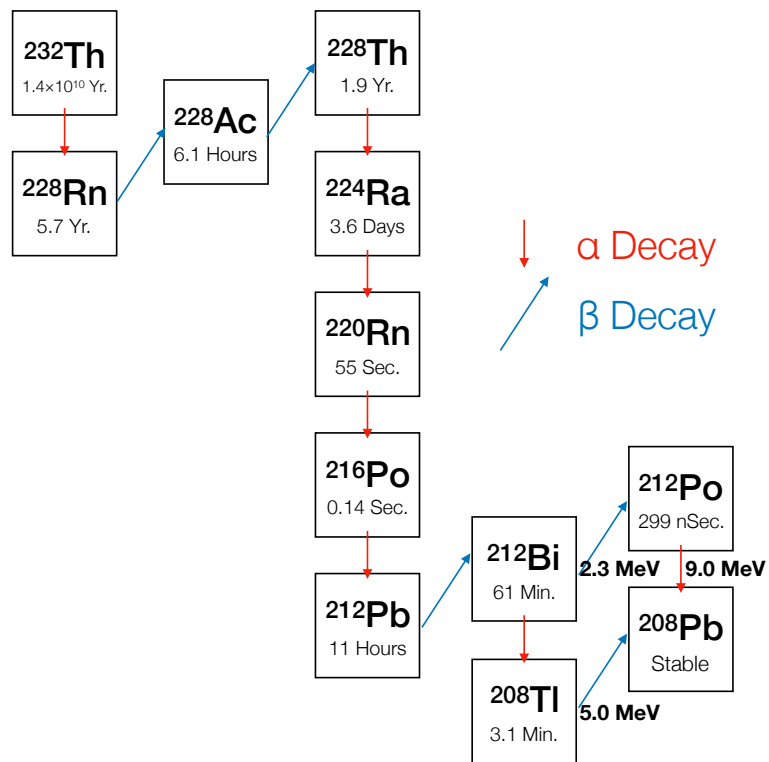 ²³²Th
1.4×10¹⁰ Yr.
²²⁸Rn
5.7 Yr.
²²⁸Ac
6.1 Hours
²²⁸Th
1.9 Yr.
²²⁴Ra
3.6 Days
²²⁰Rn
55 Sec.
²¹⁶Po
0.14 Sec.
²¹²Pb
11 Hours
α Decay
β Decay
²¹²Bi
61 Min.
²⁰⁸Tl
3.1 Min.
²¹²Po
299 nSec.
2.3 MeV
9.0 MeV
²⁰⁸Pb
Stable
5.0 MeV